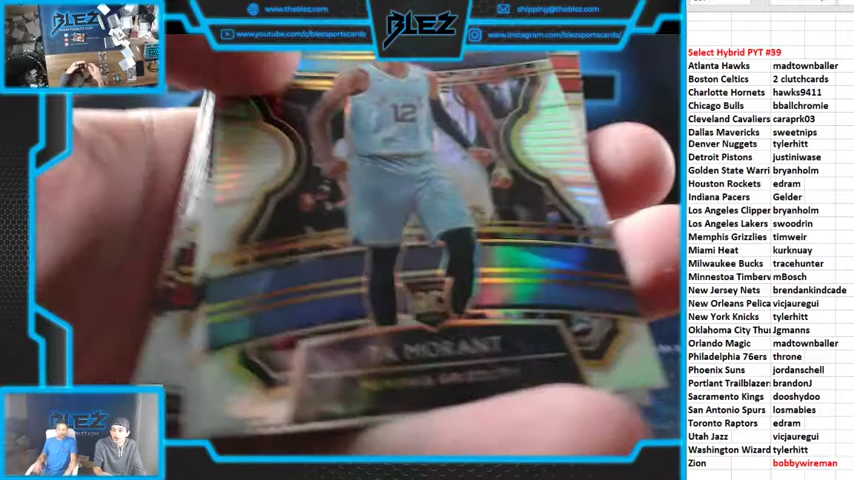 www.theblez.com
shipping@theblez.com
www.youtube.com/c/blezsportscards/
www.instagram.com/blezsportscards/
BLEZ
BLEZ
12
JA MORANT
BLEZ
Select Hybrid PYT #39
Atlanta Hawks madtownballer
Boston Celtics 2 clutchcards
Charlotte Hornets hawks9411
Chicago Bulls bballchromie
Cleveland Cavaliers caraprk03
Dallas Mavericks sweetnips
Denver Nuggets tylerhitt
Detroit Pistons justiniwase
Golden State Warri bryanholm
Houston Rockets edram
Indiana Pacers Gelder
Los Angeles Clipper bryanholm
Los Angeles Lakers swoodrin
Memphis Grizzlies timweir
Miami Heat kurknuay
Milwaukee Bucks tracehunter
Minnestoa Timberv mBosch
New Jersey Nets brendankindcade
New Orleans Pelica vicjauregui
New York Knicks tylerhitt
Oklahoma City Thu Jgmanns
Orlando Magic madtownballer
Philadelphia 76ers throne
Phoenix Suns jordanschell
Portlant Trailblazer brandonJ
Sacramento Kings dooshydoo
San Antonio Spurs losmabies
Toronto Raptors edram
Utah Jazz vicjauregui
Washington Wizard tylerhitt
Zion bobbywireman